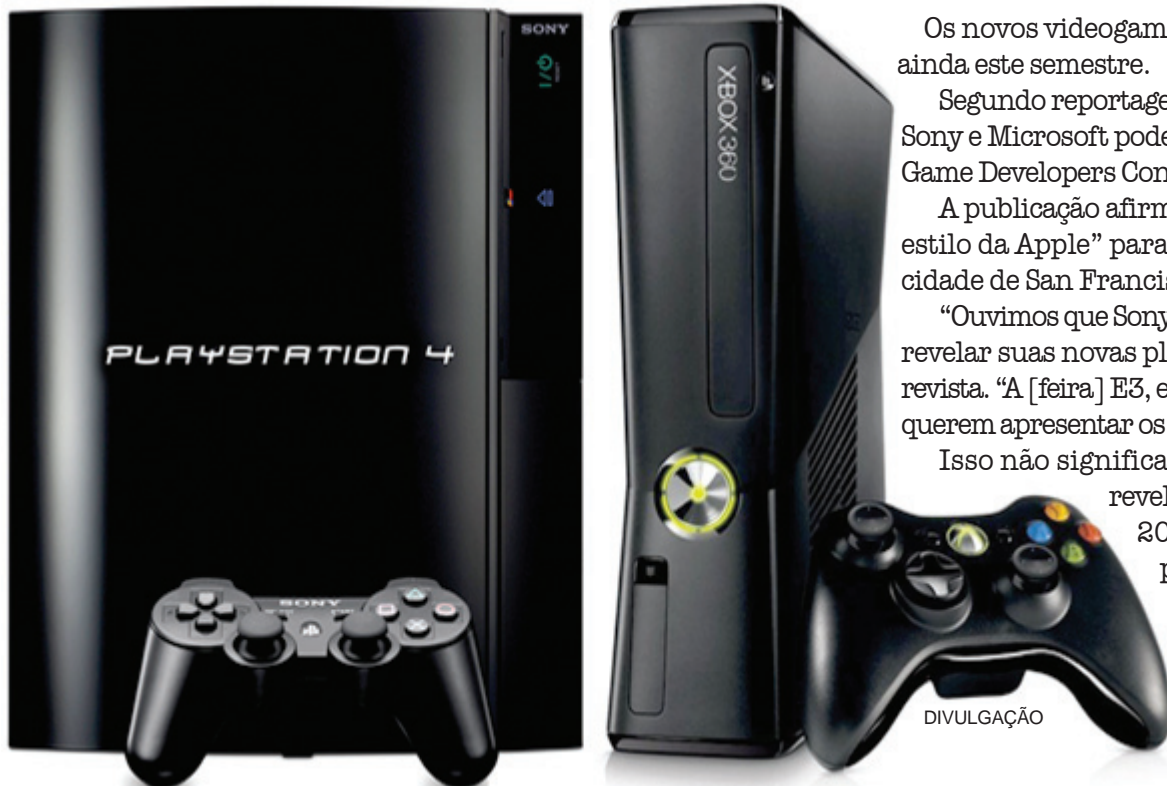 SONY
PLAYSTATION 4
SONY
XBOX 360
Os novos videogam
ainda este semestre.
Segundo reportage
Sony e Microsoft pode
Game Developers Con
A publicação afirm
estilo da Apple” para
cidade de San Francis
“Ouvimos que Sony
revelar suas novas pl
revista. “A [feira] E3, e
querem apresentar os
Isso não significa
revel
20
p
DIVULGAÇÃO